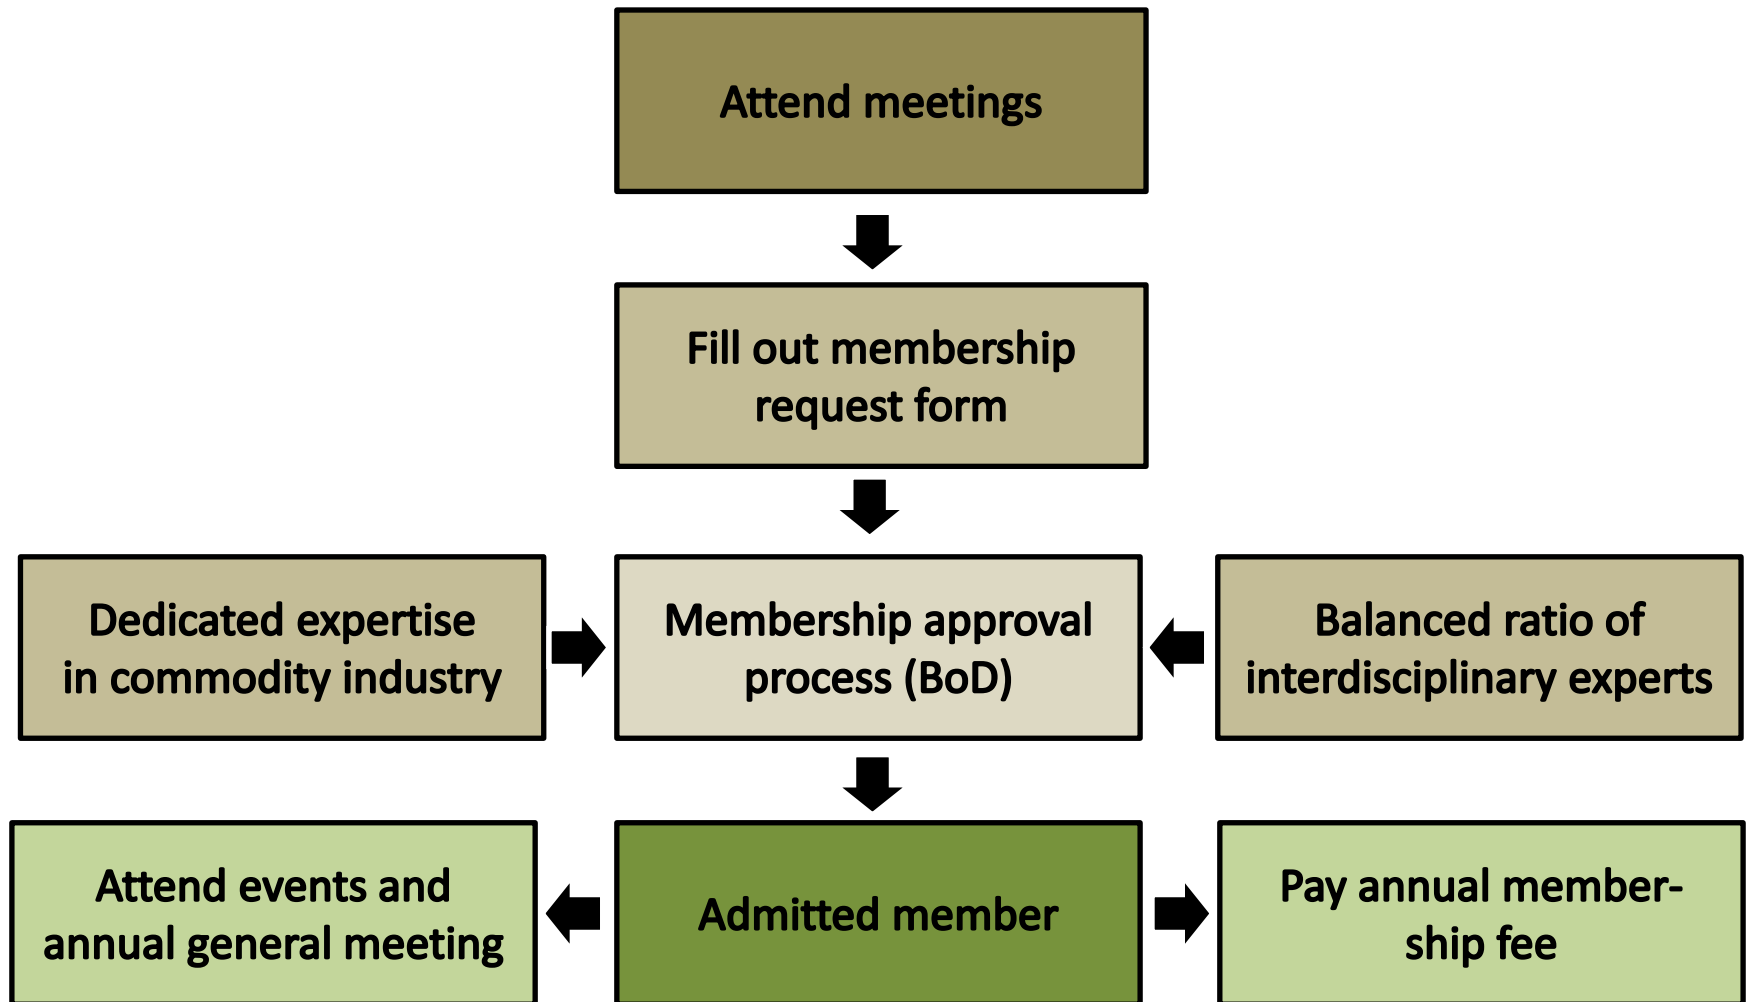 Attend meetings
Fill out membership
request form
Dedicated expertise
in commodity industry
Membership approval
process (BoD)
Balanced ratio of
interdisciplinary experts
Attend events and
annual general meeting
Admitted member
Pay annual member-
ship fee